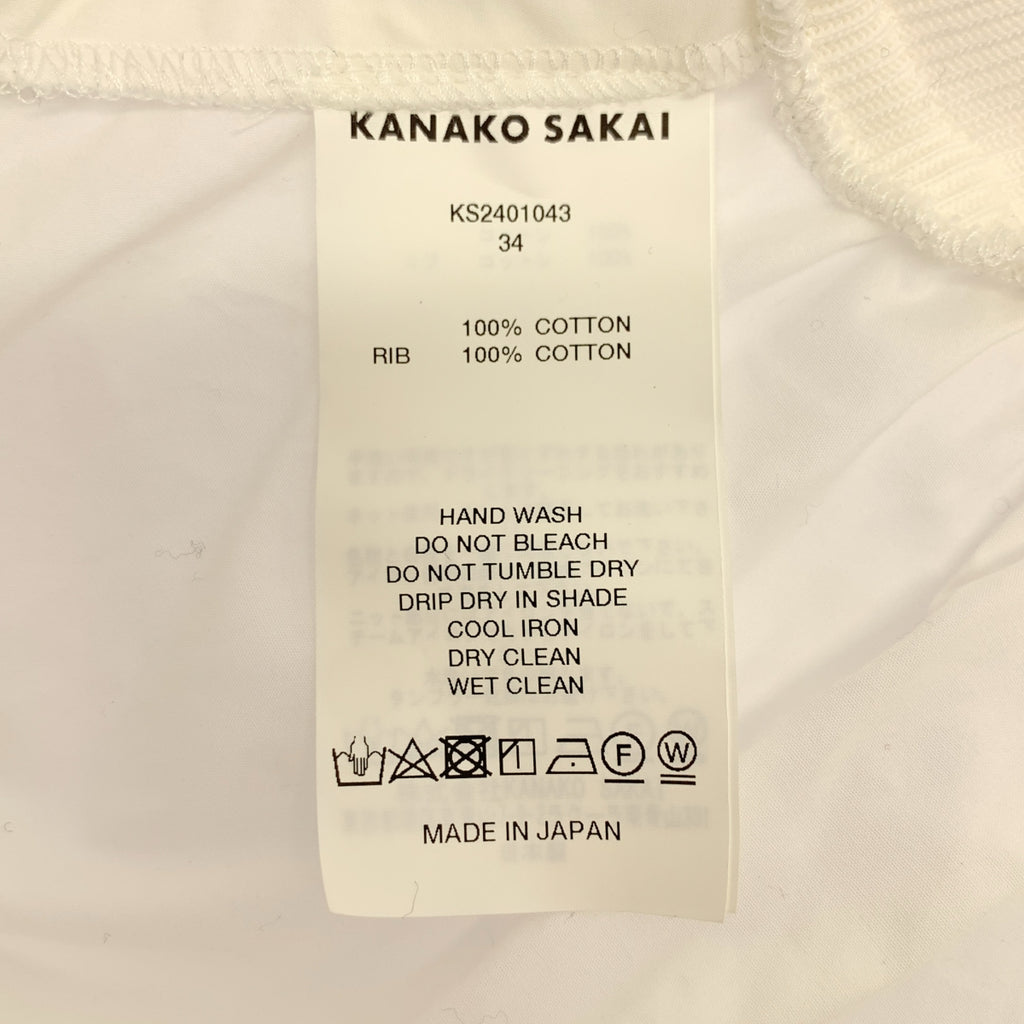 KANAKO SAKAI
KS2401043
34
100% COTTON
RIB 100% COTTON
HAND WASH
DO NOT BLEACH
DO NOT TUMBLE DRY
DRIP DRY IN SHADE
COOL IRON
DRY CLEAN
WET CLEAN
F W
MADE IN JAPAN